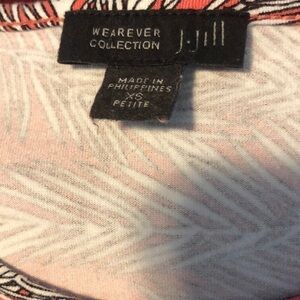 WEAREVER
COLLECTION
J.Jill
MADE IN
PHILIPPINES
XS
PETITE